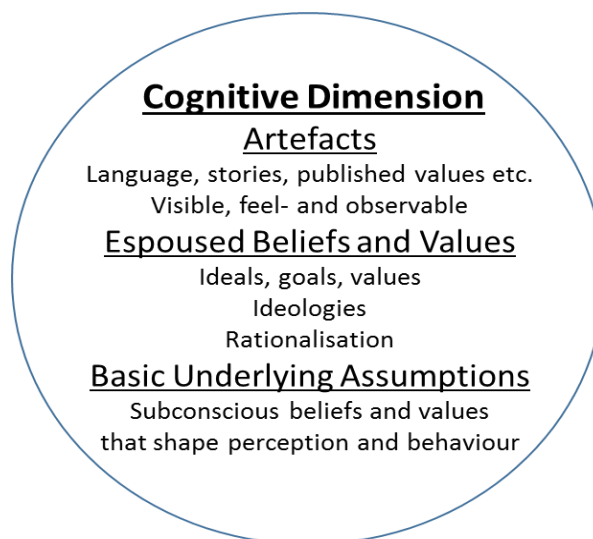 Cognitive Dimension
Artefacts
Language, stories, published values etc.
Visible, feel- and observable
Espoused Beliefs and Values
Ideals, goals, values
Ideologies
Rationalisation
Basic Underlying Assumptions
Subconscious beliefs and values
that shape perception and behaviour